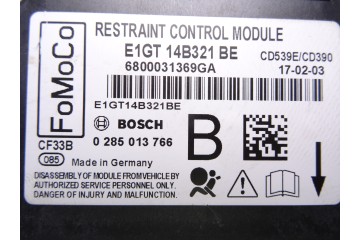 FoMoCo
RESTRAINT CONTROL MODULE
E1GT 14B321 BE
CD539E/CD390
6800031369GA
17-02-03
E1GT14B321BE
BOSCH
B
CF33B
0 285 013 766
085
Made in Germany
DISASSEMBLY OF MODULE FROM VEHICLE BY
AUTHORIZED PERSONNEL ONLY.
DANGER OF INJURY AND MALFUNCTION.